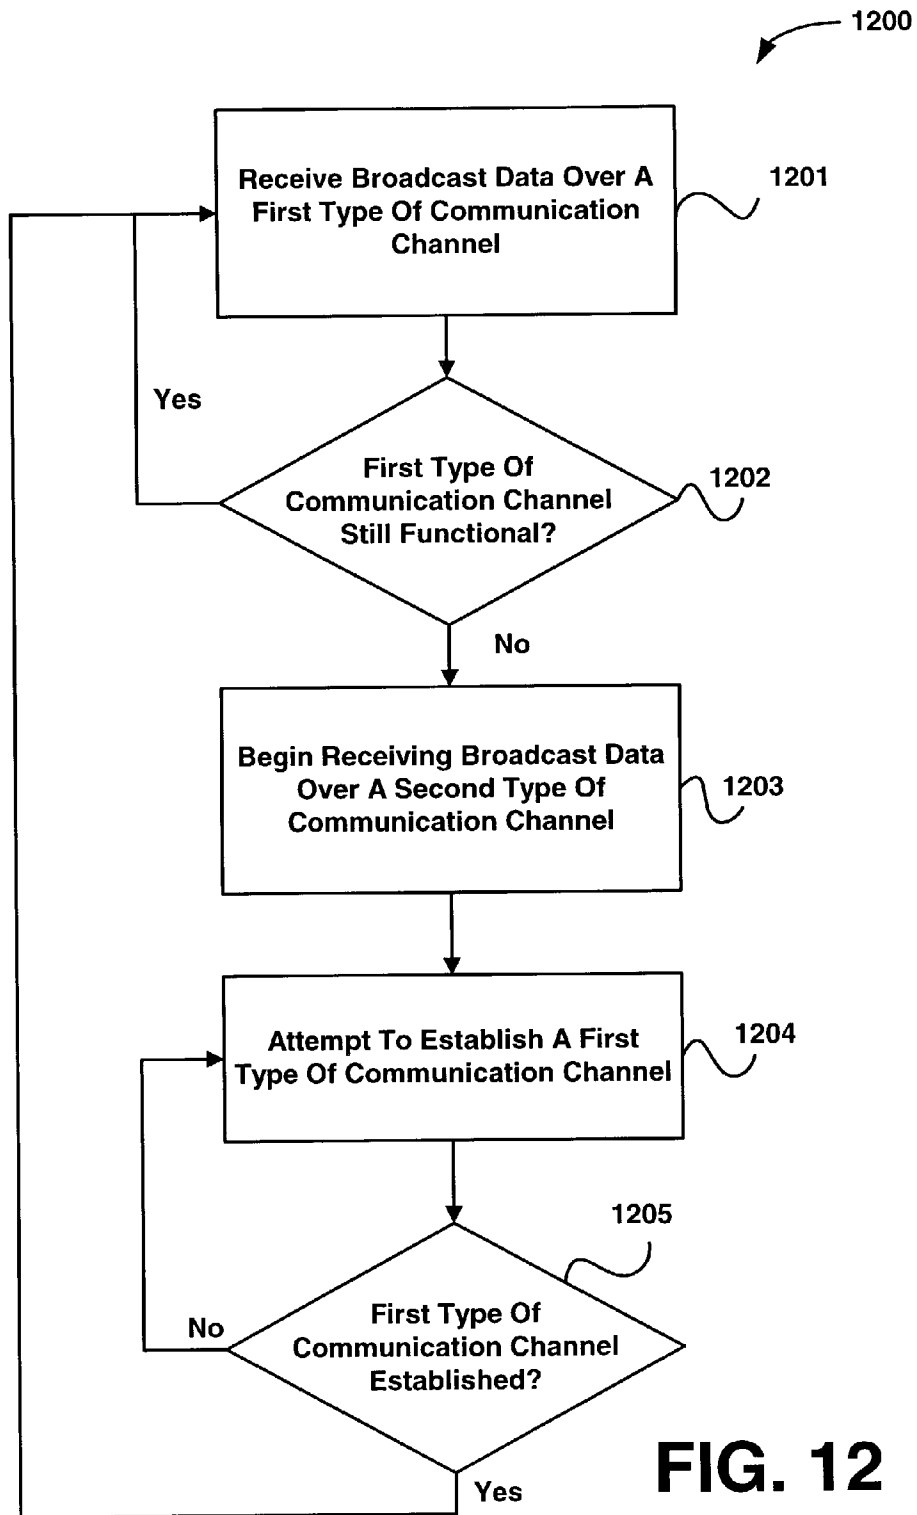 1200
Receive Broadcast Data Over A
First Type Of Communication
Channel
1201
Yes
First Type Of
Communication Channel
Still Functional?
1202
No
Begin Receiving Broadcast Data
Over A Second Type Of
Communication Channel
1203
Attempt To Establish A First
Type Of Communication Channel
1204
1205
First Type Of
Communication Channel
Established?
No
Yes
FIG. 12